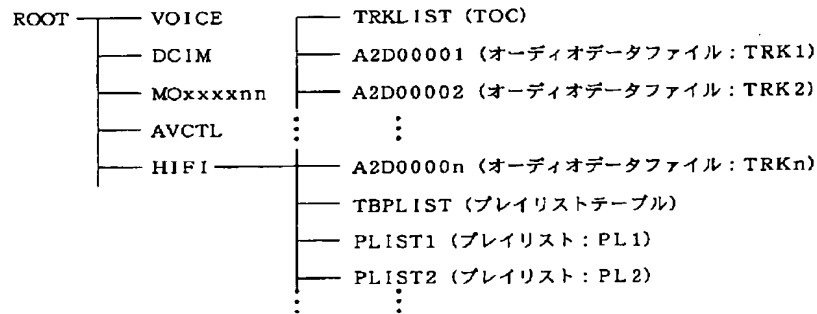 ROOT VOICE TRKLIST (TOC)
DCIM A2D00001 (オーディオデータファイル:TRK1)
MOxxxxnn A2D00002 (オーディオデータファイル:TRK2)
AVCTL
HIFI A2D0000n (オーディオデータファイル:TRKn)
TBPLIST (プレイリストテーブル)
PLIST1 (プレイリスト:PL1)
PLIST2 (プレイリスト:PL2)